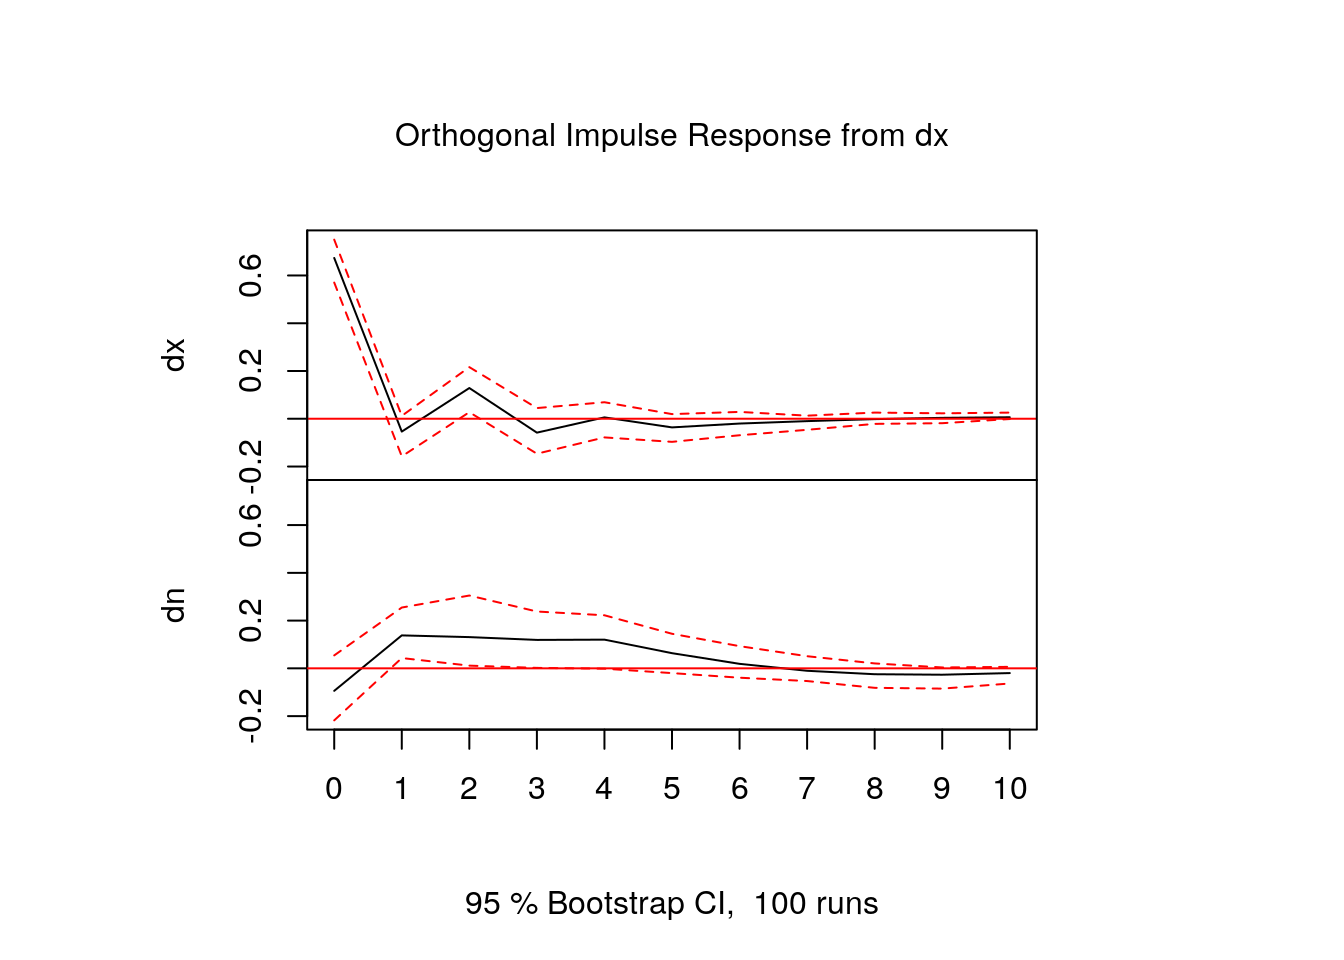 Orthogonal Impulse Response from dx
dx
0.6
0.2
-0.2
dn
0.6
0.2
-0.2
0 1 2 3 4 5 6 7 8 9 10
95 % Bootstrap CI,  100 runs